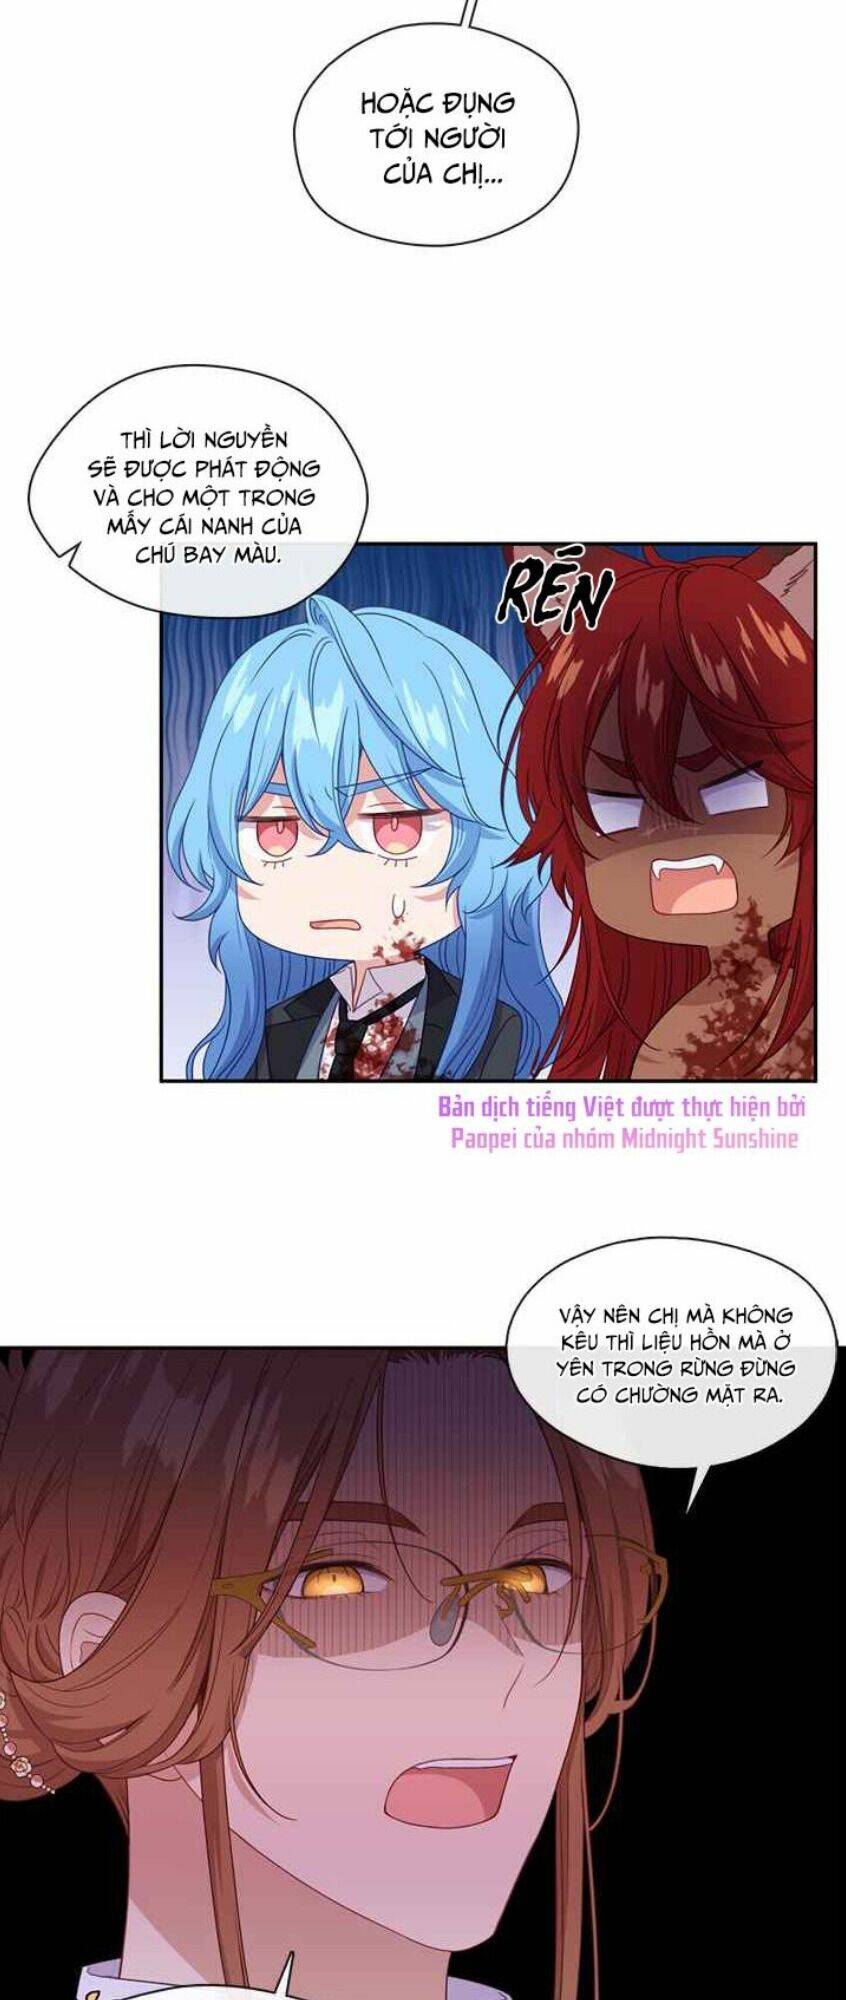 HOẶC ĐỤNG
TỚI NGƯỜI
CỦA CHỊ...
THÌ LỜI NGUYỀN
SẼ ĐƯỢC PHÁT ĐỘNG
VÀ CHO MỘT TRONG
MẤY CÁI NANH CỦA
CHÚ BAY MÀU.
RÉN
Bản dịch tiếng Việt được thực hiện bởi
Paopei của nhóm Midnight Sunshine
VẬY NÊN CHỊ MÀ KHÔNG
KÊU THÌ LIỆU HỒN MÀ Ở
YÊN TRONG RỪNG ĐỪNG
CÓ CHƯỜNG MẶT RA.